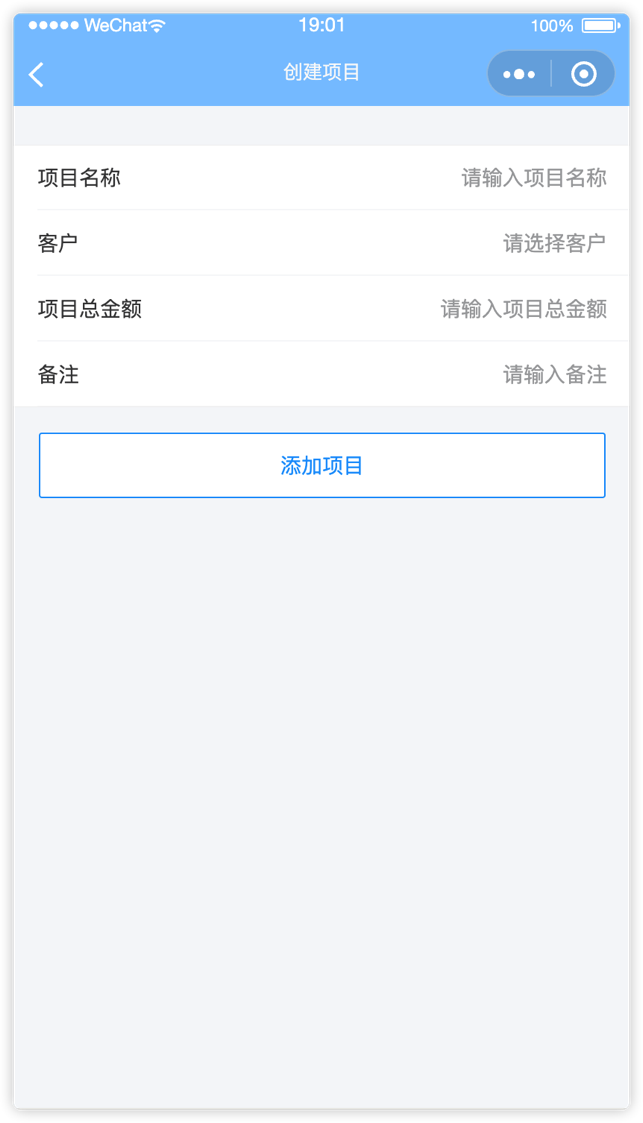 WeChat 19:01 100%
创建项目
项目名称 请输入项目名称
客户 请选择客户
项目总金额 请输入项目总金额
备注 请输入备注
添加项目